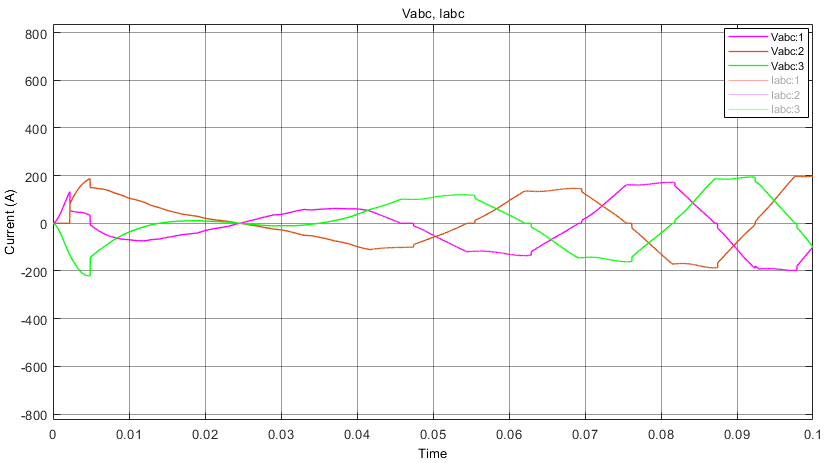 Vabc, Iabc
Vabc:1
Vabc:2
Vabc:3
Iabc:1
Iabc:2
Iabc:3
800
600
400
200
0
-200
-400
-600
-800
Current (A)
0 0.01 0.02 0.03 0.04 0.05 0.06 0.07 0.08 0.09 0.1
Time